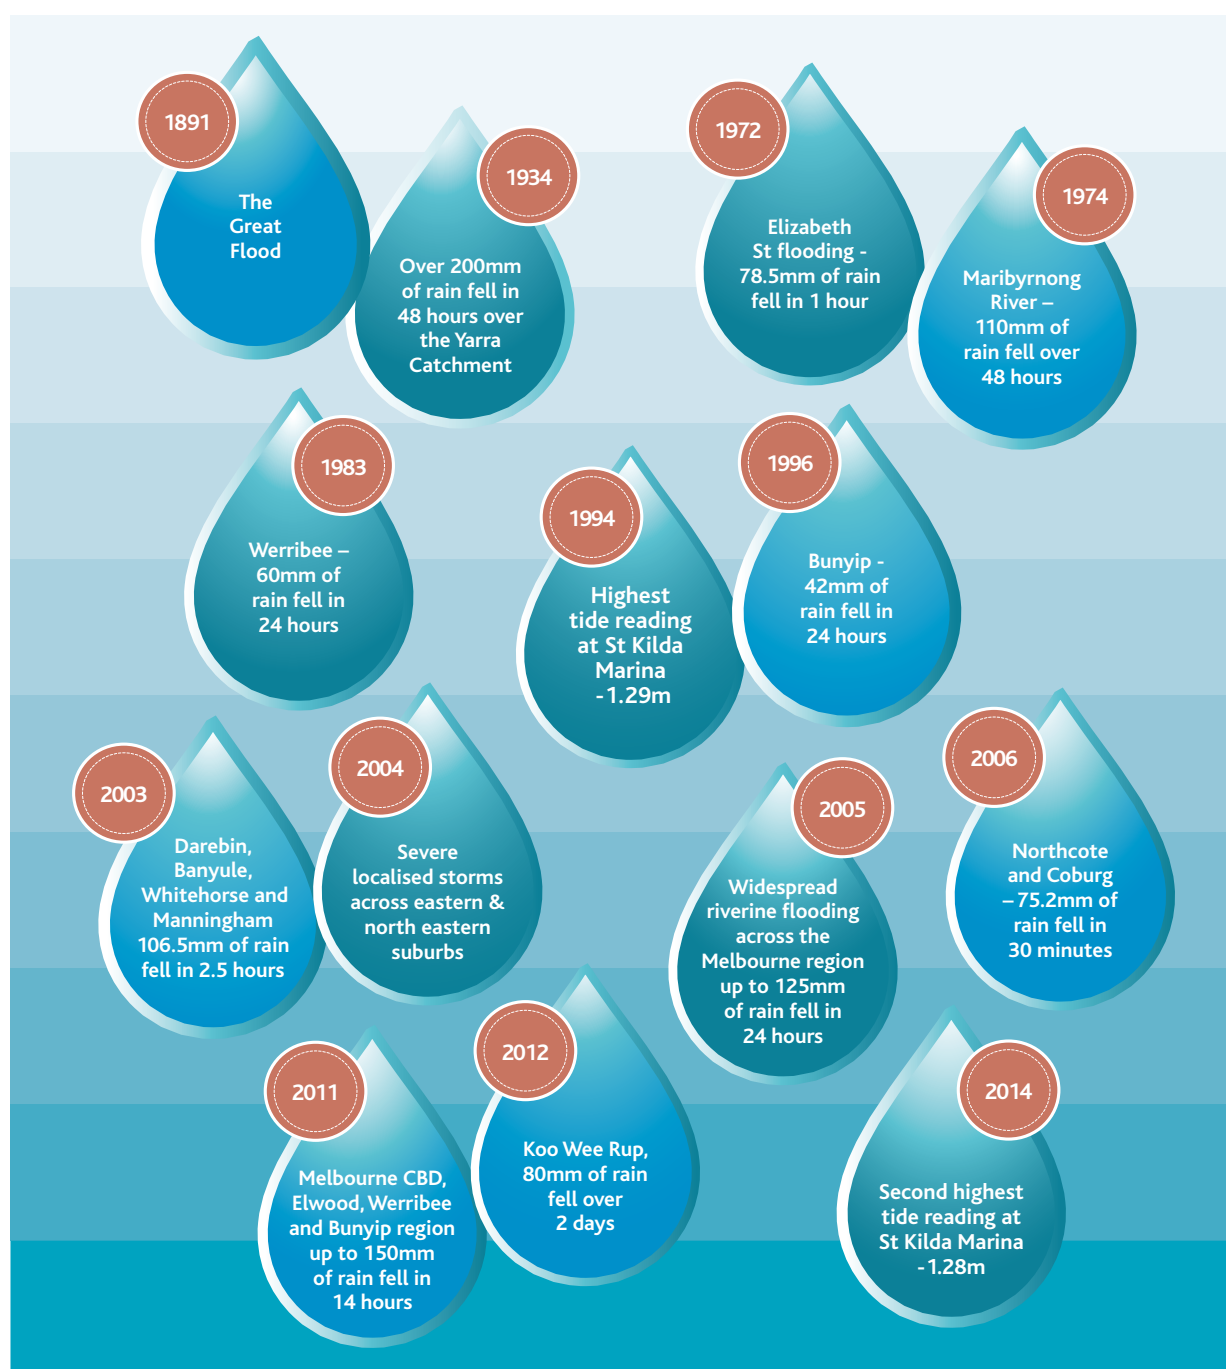 1891
The
Great
Flood
1934
Over 200mm
of rain fell in
48 hours over
the Yarra
Catchment
1972
Elizabeth
St flooding -
78.5mm of rain
fell in 1 hour
1974
Maribyrnong
River –
110mm of
rain fell over
48 hours
1983
Werribee –
60mm of
rain fell in
24 hours
1994
Highest
tide reading
at St Kilda
Marina
-1.29m
1996
Bunyip -
42mm of
rain fell in
24 hours
2003
Darebin,
Banyule,
Whitehorse and
Manningham
106.5mm of rain
fell in 2.5 hours
2004
Severe
localised storms
across eastern &
north eastern
suburbs
2005
Widespread
riverine flooding
across the
Melbourne region
up to 125mm
of rain fell in
24 hours
2006
Northcote
and Coburg
– 75.2mm of
rain fell in
30 minutes
2011
Melbourne CBD,
Elwood, Werribee
and Bunyip region
up to 150mm
of rain fell in
14 hours
2012
Koo Wee Rup,
80mm of rain
fell over
2 days
2014
Second highest
tide reading at
St Kilda Marina
-1.28m